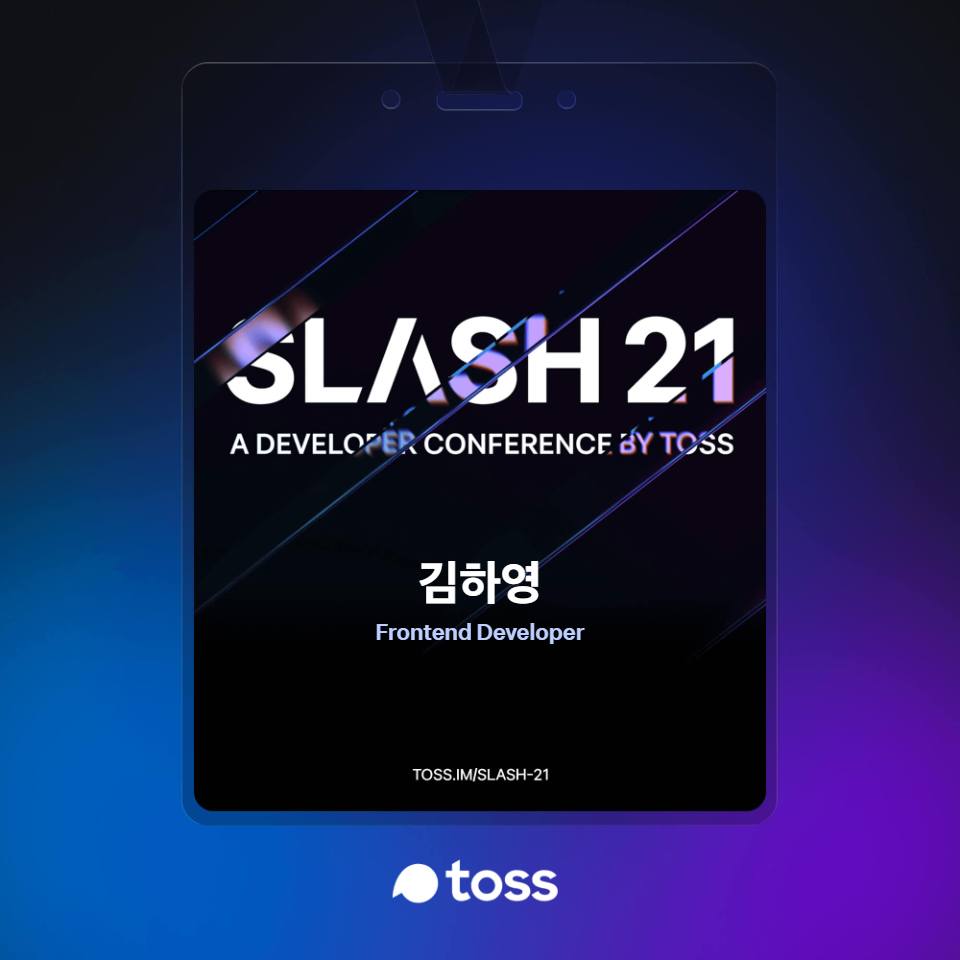 SLASH 21
A DEVELOPER CONFERENCE BY TOSS
김하영
Frontend Developer
TOSS.IM/SLASH-21
toss